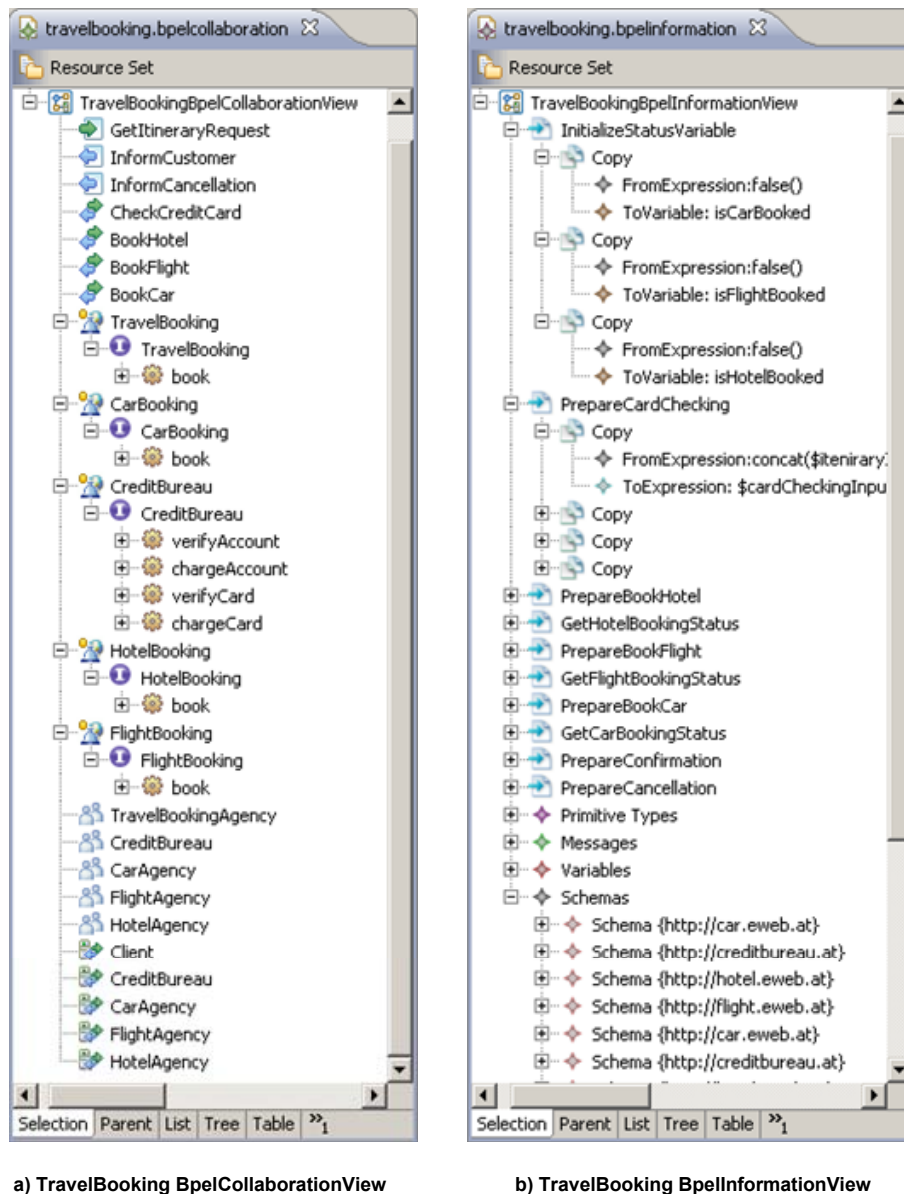 travelbooking.bpelcollaboration
Resource Set
TravelBookingBpelCollaborationView
GetItineraryRequest
InformCustomer
InformCancellation
CheckCreditCard
BookHotel
BookFlight
BookCar
TravelBooking
TravelBooking
book
CarBooking
CarBooking
book
CreditBureau
CreditBureau
verifyAccount
chargeAccount
verifyCard
chargeCard
HotelBooking
HotelBooking
book
FlightBooking
FlightBooking
book
TravelBookingAgency
CreditBureau
CarAgency
FlightAgency
HotelAgency
Client
CreditBureau
CarAgency
FlightAgency
HotelAgency
Selection Parent List Tree Table »1
a) TravelBooking BpelCollaborationView
travelbooking.bpelinformation
Resource Set
TravelBookingBpelInformationView
InitializeStatusVariable
Copy
FromExpression:false()
ToVariable: isCarBooked
Copy
FromExpression:false()
ToVariable: isFlightBooked
Copy
FromExpression:false()
ToVariable: isHotelBooked
PrepareCardChecking
Copy
FromExpression:concat($itenirary.
ToExpression: $cardCheckingInpu
Copy
Copy
Copy
PrepareBookHotel
GetHotelBookingStatus
PrepareBookFlight
GetFlightBookingStatus
PrepareBookCar
GetCarBookingStatus
PrepareConfirmation
PrepareCancellation
Primitive Types
Messages
Variables
Schemas
Schema {http://car.eweb.at}
Schema {http://creditbureau.at}
Schema {http://hotel.eweb.at}
Schema {http://flight.eweb.at}
Schema {http://car.eweb.at}
Schema {http://creditbureau.at}
Selection Parent List Tree Table »1
b) TravelBooking BpelInformationView